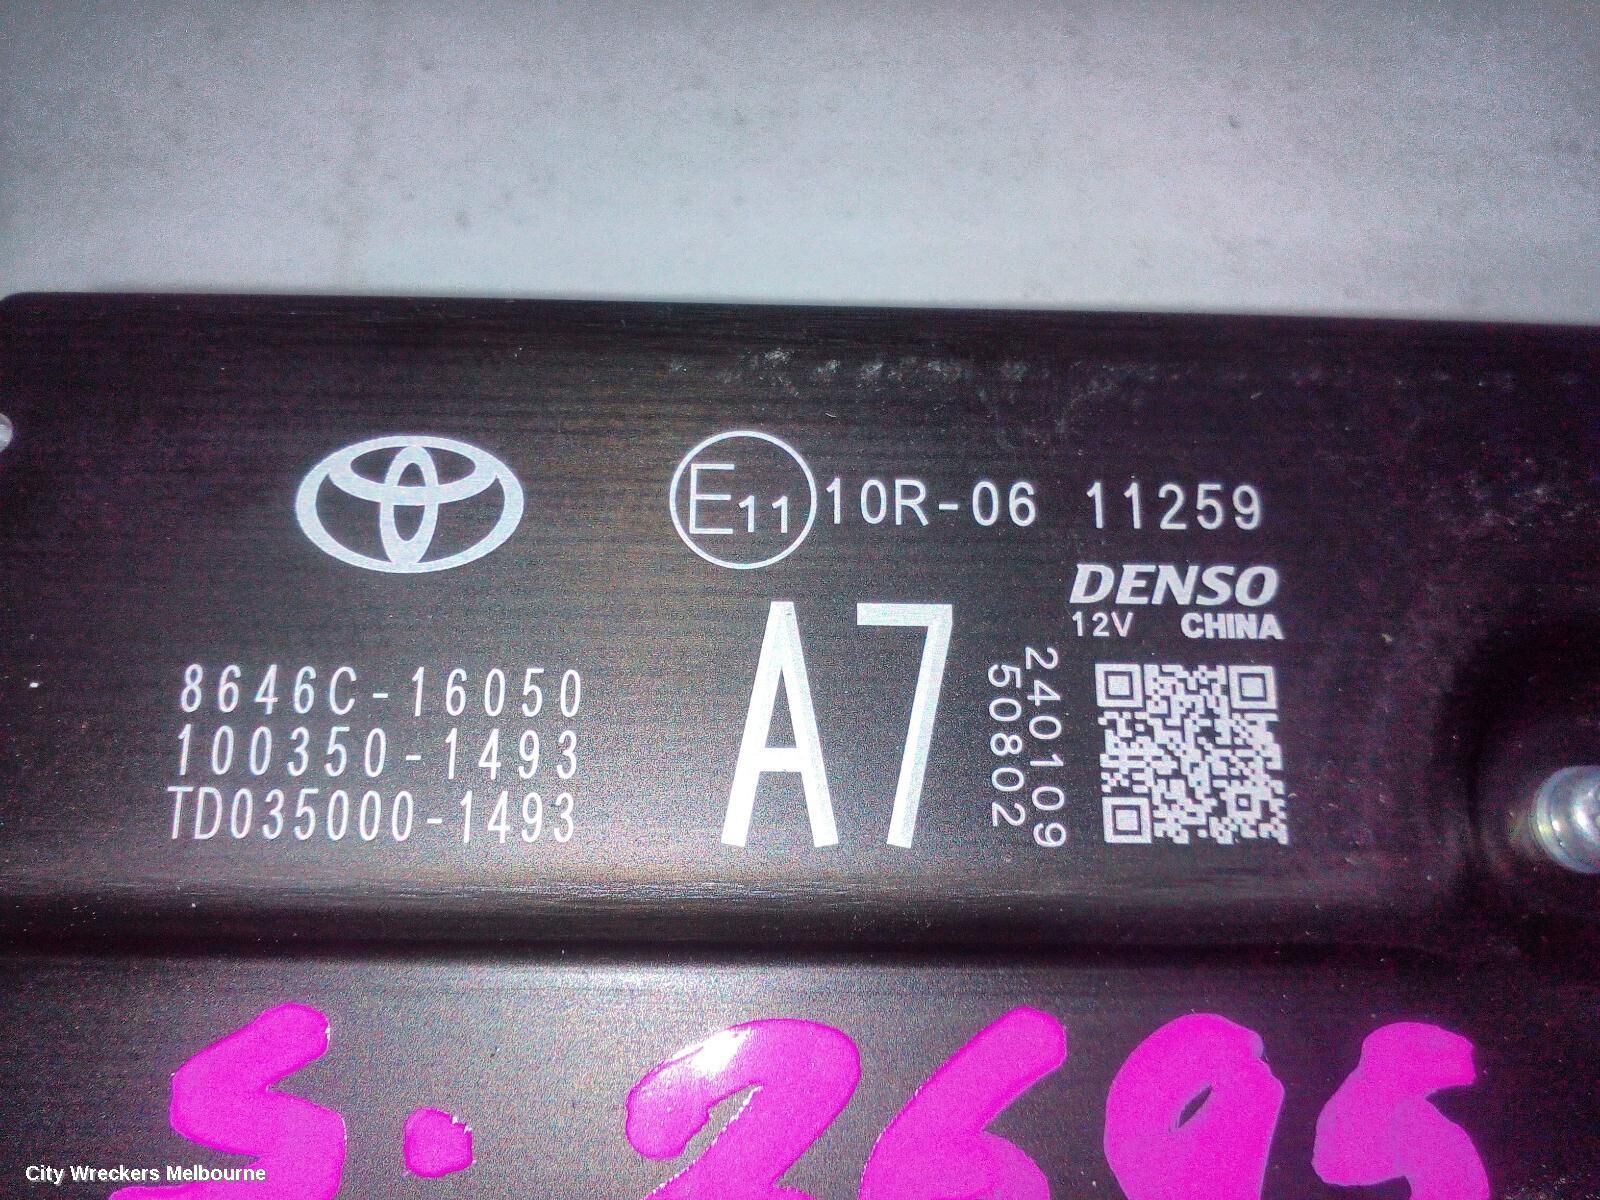 E11 10R-06 11259
DENSO
12V CHINA
8646C-16050
100350-1493
TD035000-1493
A7
240109
50802
S.2695
City Wreckers Melbourne